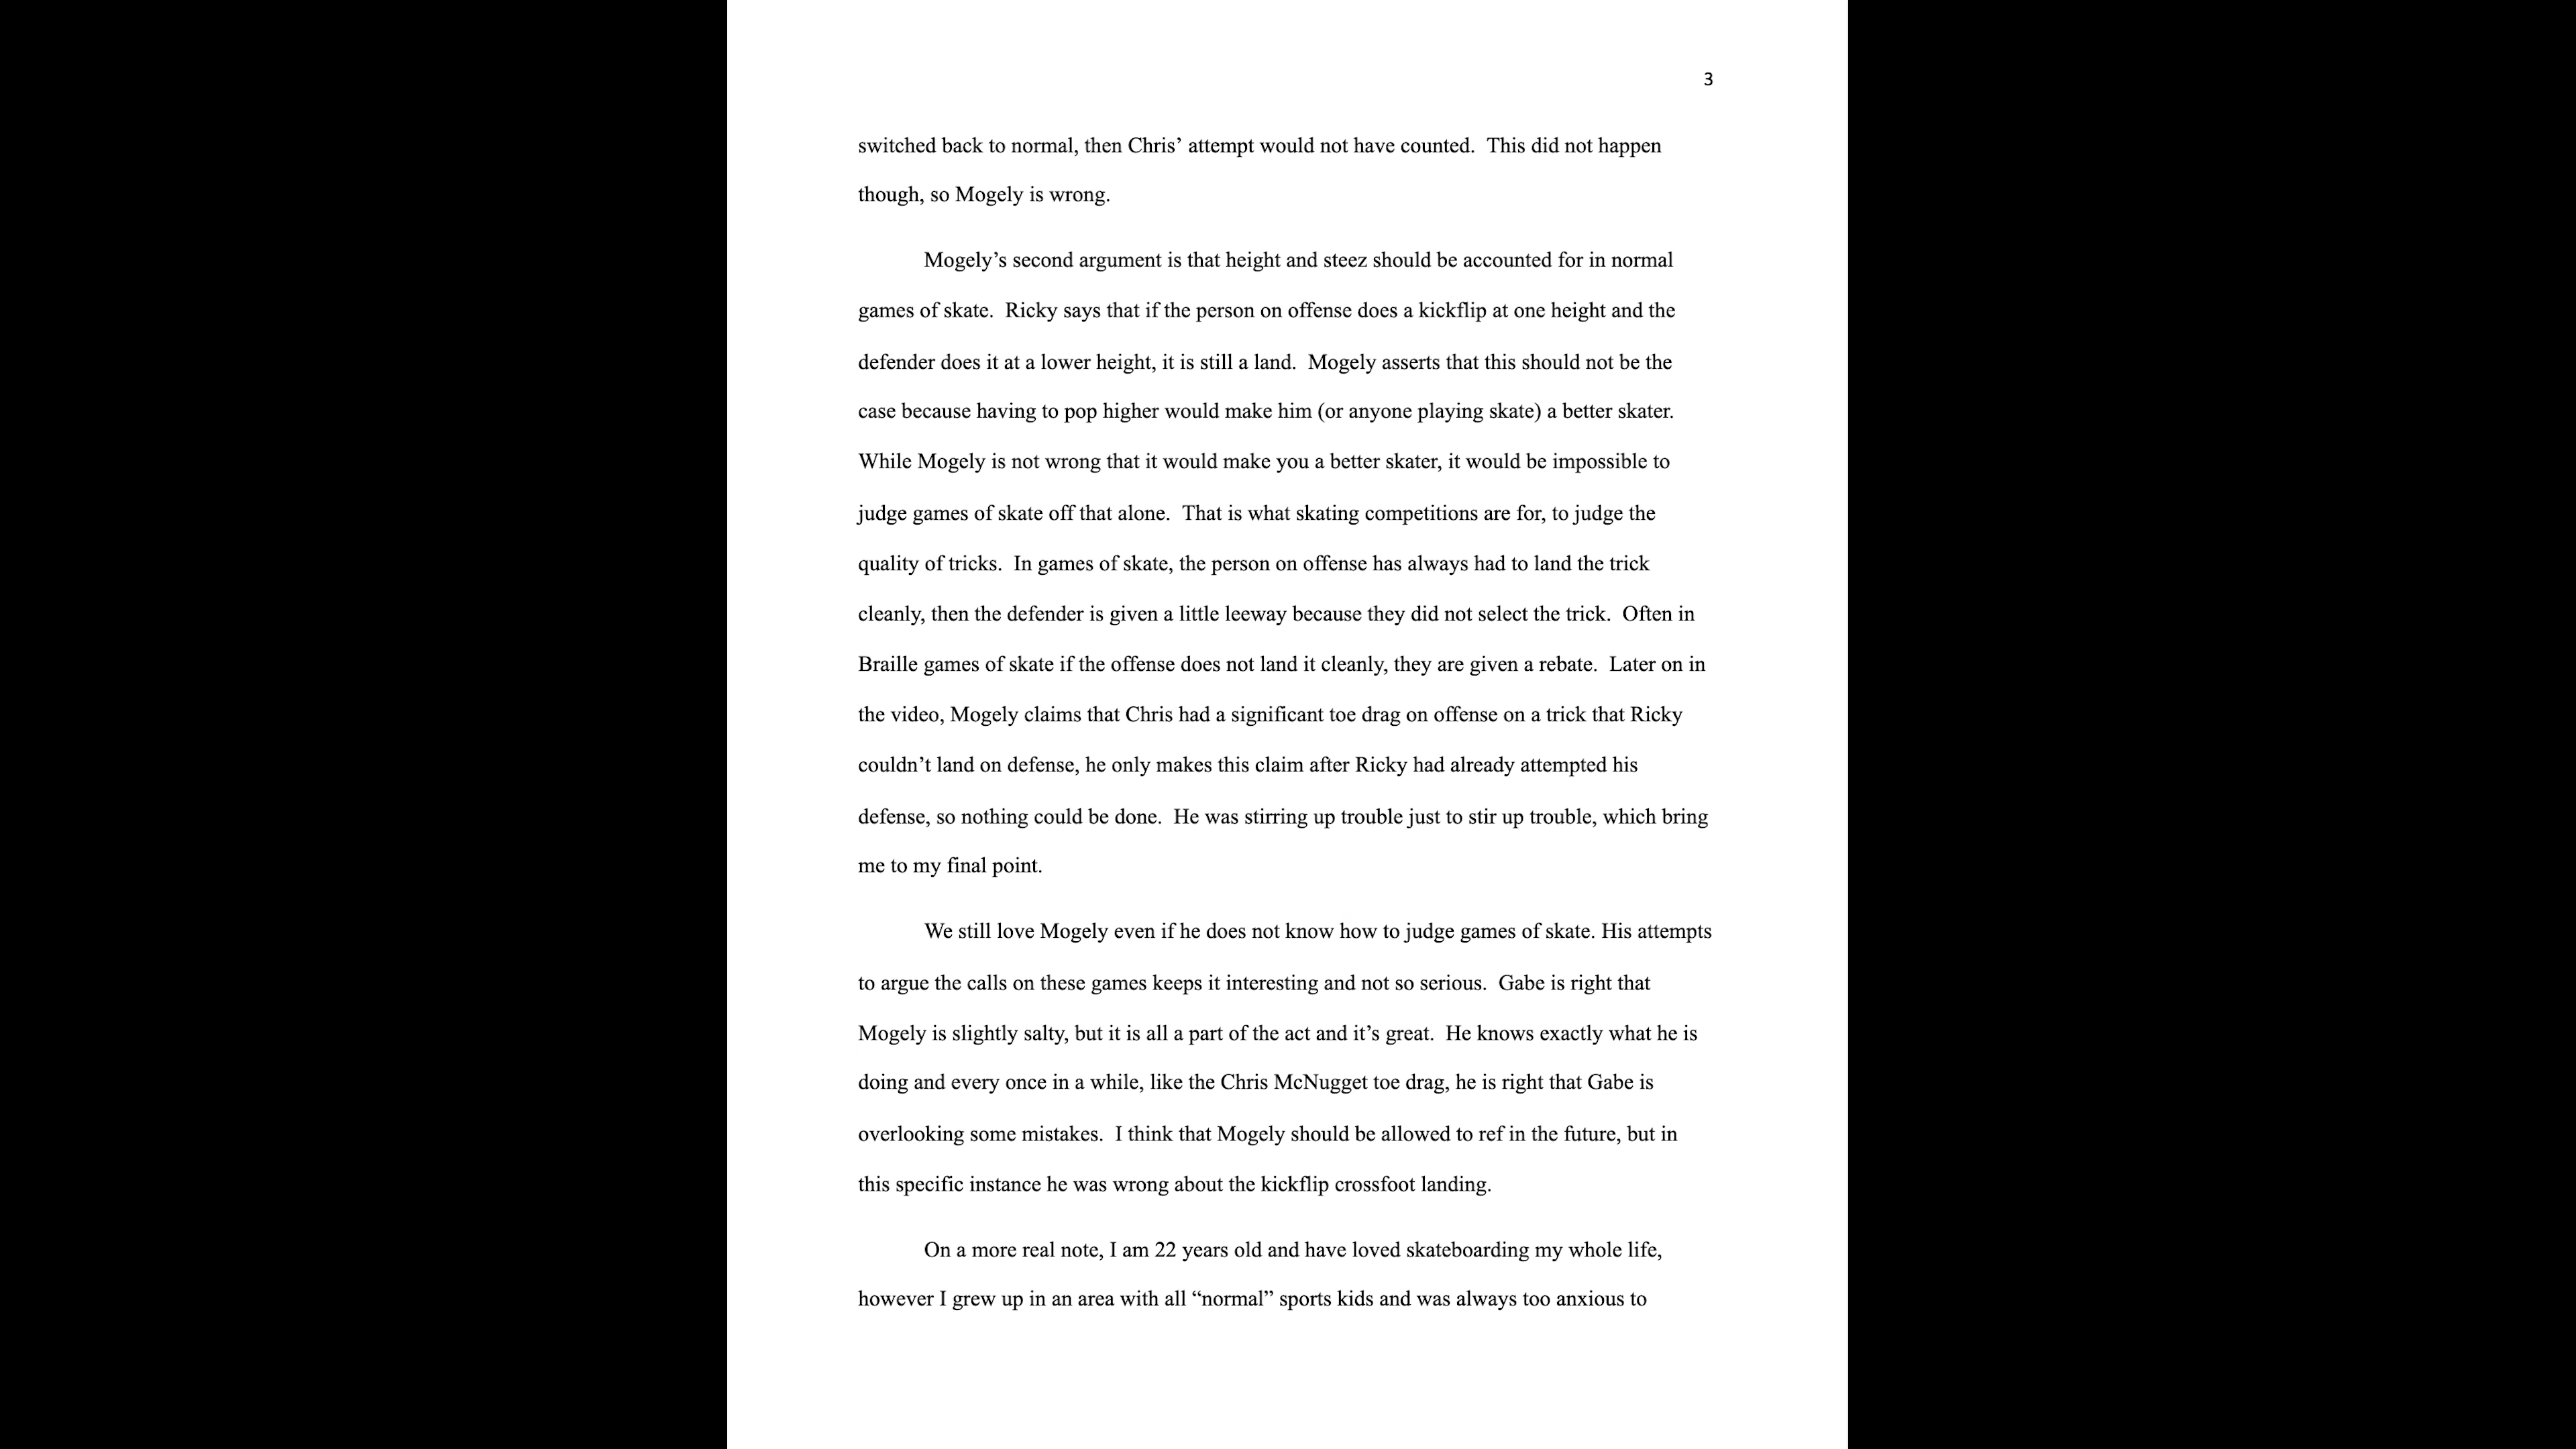 3
switched back to normal, then Chris’ attempt would not have counted.  This did not happen
though, so Mogely is wrong.
Mogely’s second argument is that height and steez should be accounted for in normal
games of skate.  Ricky says that if the person on offense does a kickflip at one height and the
defender does it at a lower height, it is still a land.  Mogely asserts that this should not be the
case because having to pop higher would make him (or anyone playing skate) a better skater.
While Mogely is not wrong that it would make you a better skater, it would be impossible to
judge games of skate off that alone.  That is what skating competitions are for, to judge the
quality of tricks.  In games of skate, the person on offense has always had to land the trick
cleanly, then the defender is given a little leeway because they did not select the trick.  Often in
Braille games of skate if the offense does not land it cleanly, they are given a rebate.  Later on in
the video, Mogely claims that Chris had a significant toe drag on offense on a trick that Ricky
couldn’t land on defense, he only makes this claim after Ricky had already attempted his
defense, so nothing could be done.  He was stirring up trouble just to stir up trouble, which bring
me to my final point.
We still love Mogely even if he does not know how to judge games of skate. His attempts
to argue the calls on these games keeps it interesting and not so serious.  Gabe is right that
Mogely is slightly salty, but it is all a part of the act and it’s great.  He knows exactly what he is
doing and every once in a while, like the Chris McNugget toe drag, he is right that Gabe is
overlooking some mistakes.  I think that Mogely should be allowed to ref in the future, but in
this specific instance he was wrong about the kickflip crossfoot landing.
On a more real note, I am 22 years old and have loved skateboarding my whole life,
however I grew up in an area with all “normal” sports kids and was always too anxious to